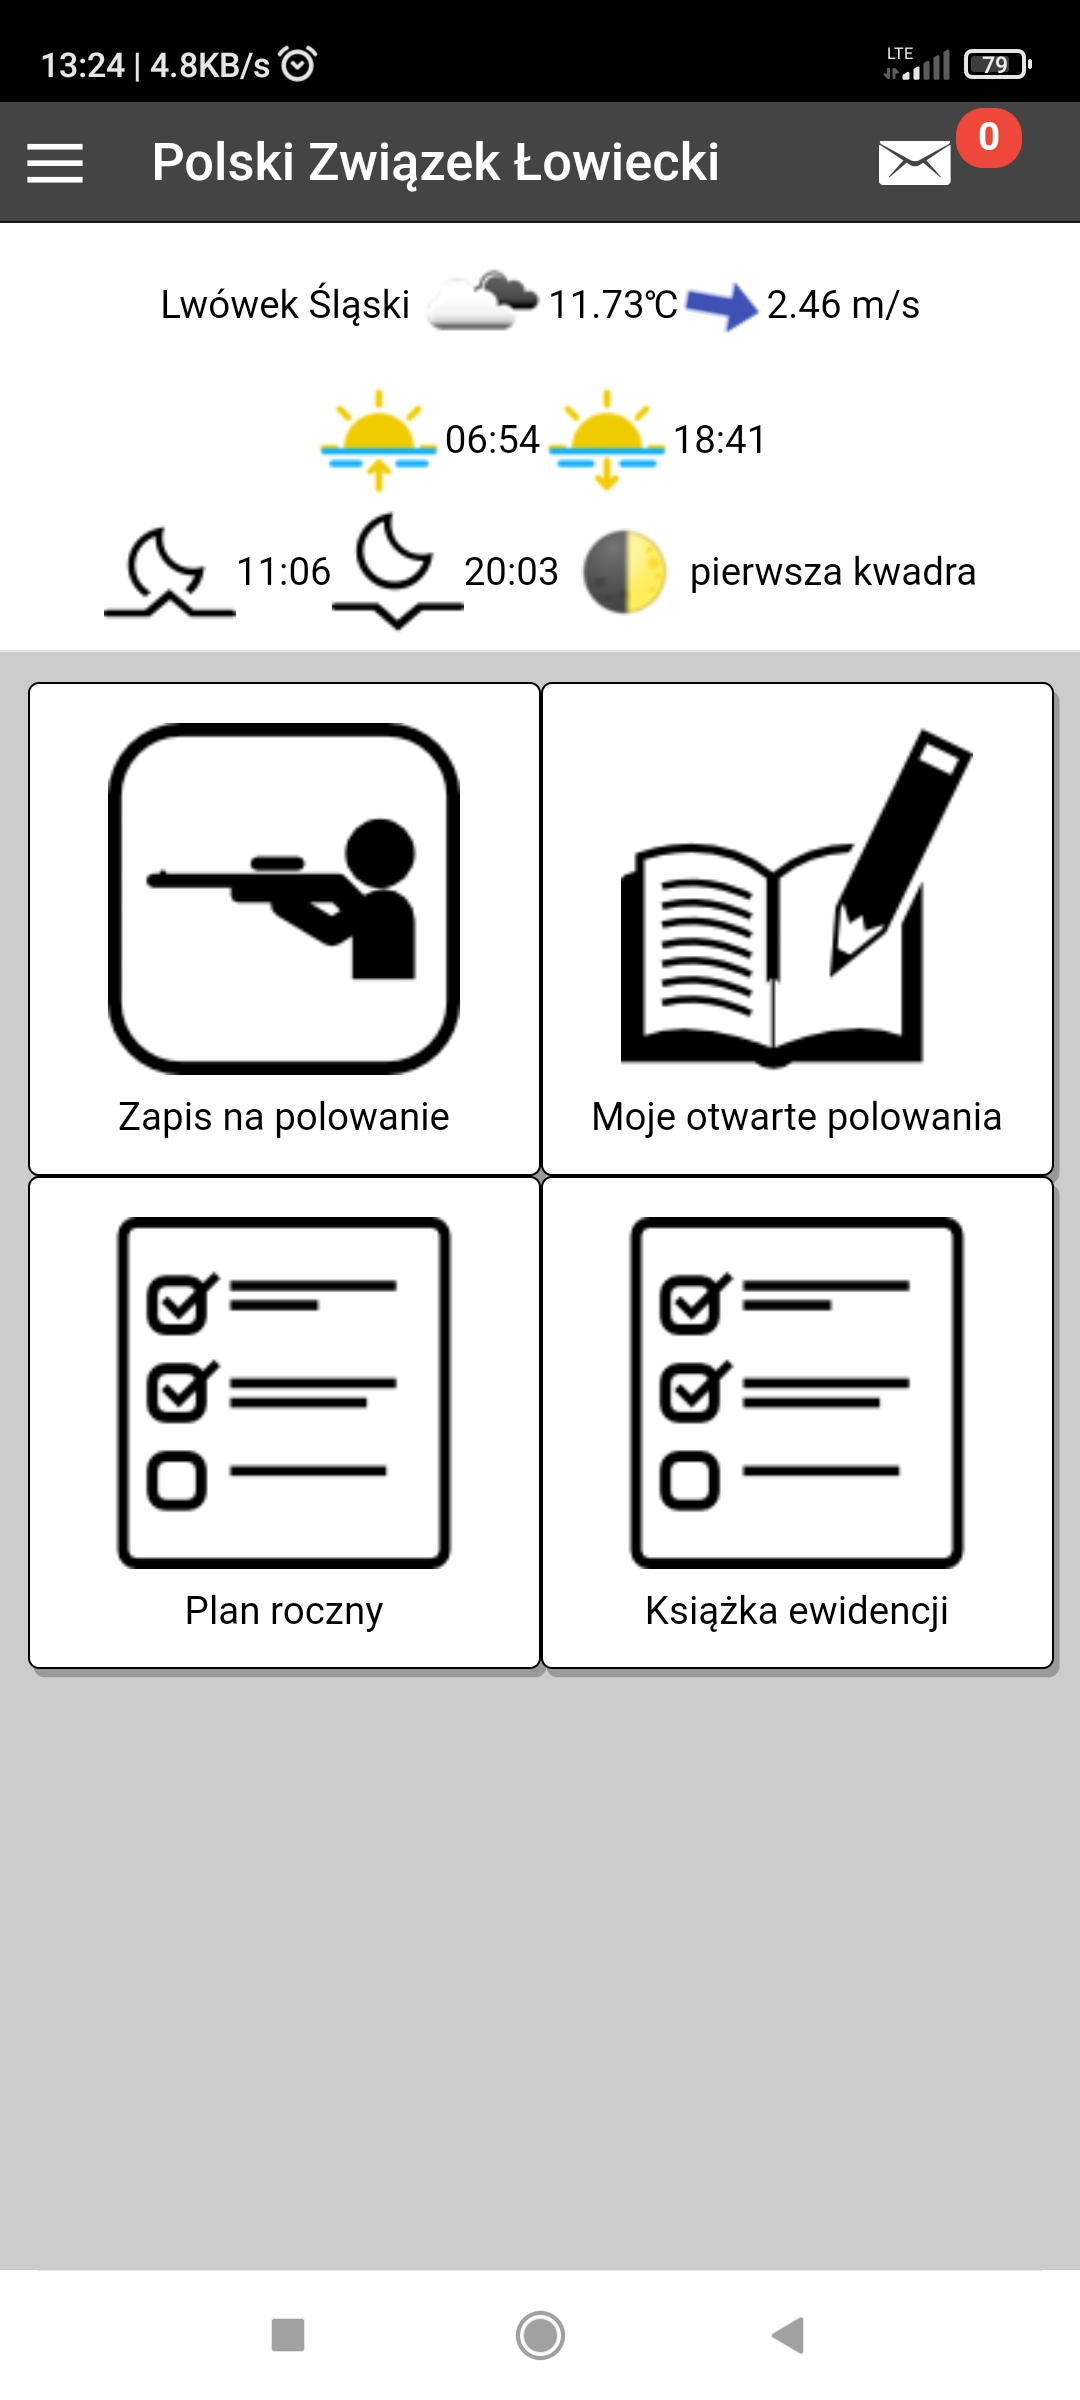 13:24 | 4.8KB/s
LTE
79
Polski Związek Łowiecki
0
Lwówek Śląski 11.73°C 2.46 m/s
06:54 18:41
11:06 20:03 pierwsza kwadra
Zapis na polowanie
Moje otwarte polowania
Plan roczny
Książka ewidencji